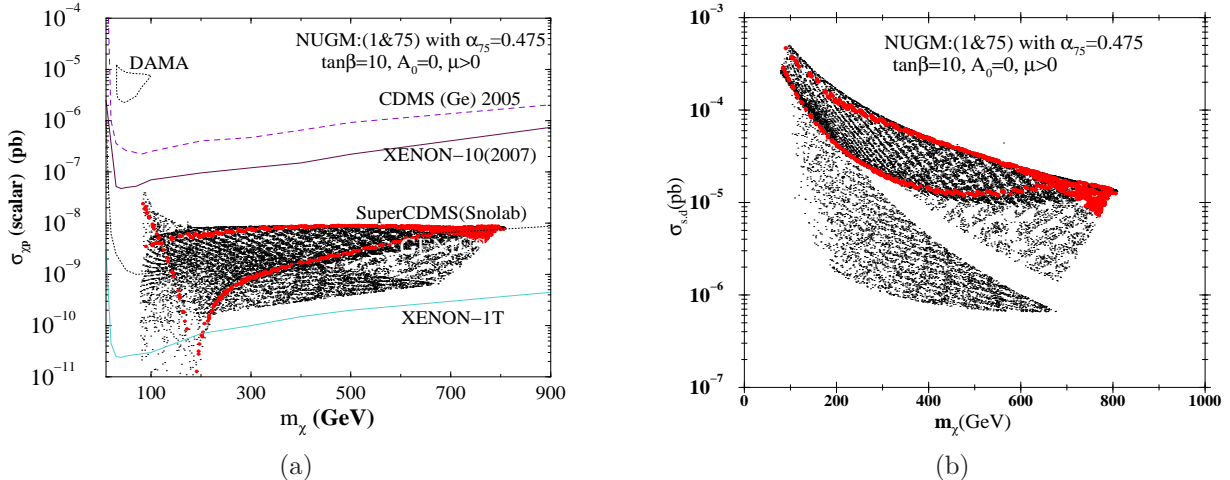 NUGM:(1&75) with α₇₅=0.475
tanβ=10, A₀=0, μ>0
DAMA
CDMS (Ge) 2005
XENON−10(2007)
SuperCDMS(Snolab)
XENON−1T
10⁻⁴
10⁻⁵
10⁻⁶
10⁻⁷
10⁻⁸
10⁻⁹
10⁻¹⁰
10⁻¹¹
σχp (scalar) (pb)
100 300 500 700 900
mχ (GeV)
(a)
NUGM:(1&75) with α₇₅=0.475
tanβ=10, A₀=0, μ>0
10⁻³
10⁻⁴
10⁻⁵
10⁻⁶
10⁻⁷
σs.d(pb)
0 200 400 600 800 1000
mχ(GeV)
(b)